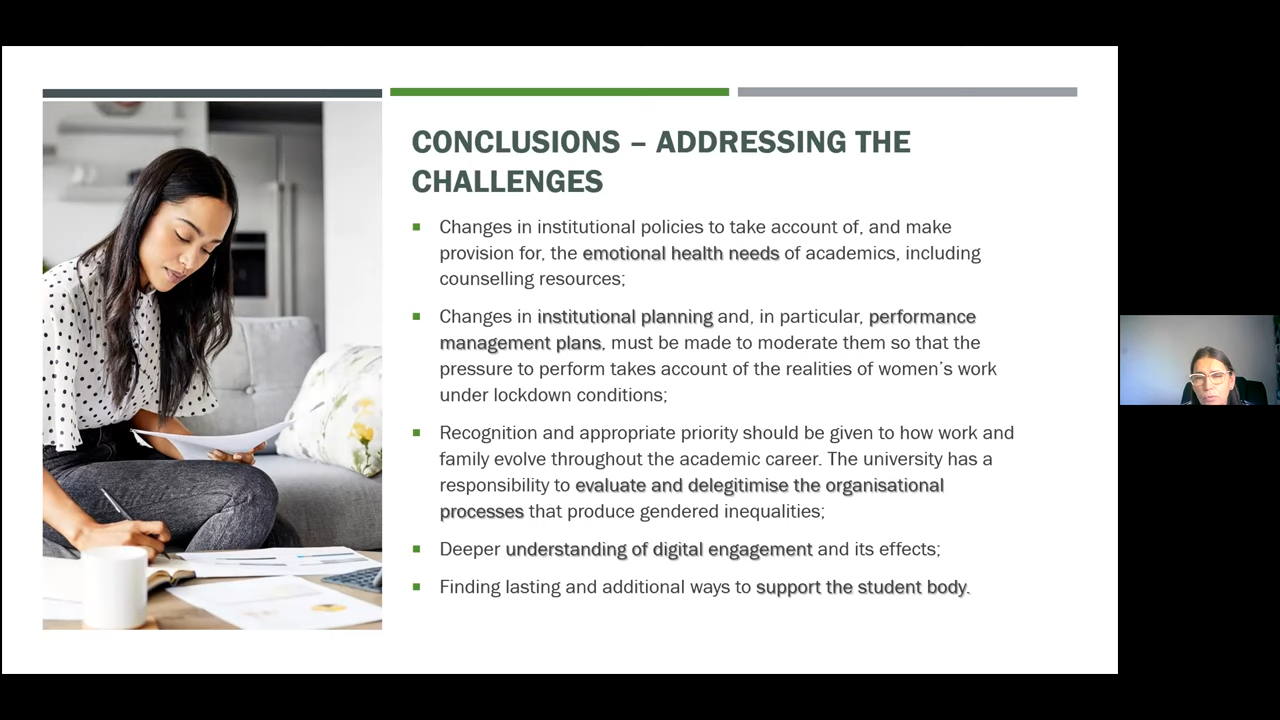 CONCLUSIONS – ADDRESSING THE
CHALLENGES
Changes in institutional policies to take account of, and make
provision for, the emotional health needs of academics, including
counselling resources;
Changes in institutional planning and, in particular, performance
management plans, must be made to moderate them so that the
pressure to perform takes account of the realities of women's work
under lockdown conditions;
Recognition and appropriate priority should be given to how work and
family evolve throughout the academic career. The university has a
responsibility to evaluate and delegitimise the organisational
processes that produce gendered inequalities;
Deeper understanding of digital engagement and its effects;
Finding lasting and additional ways to support the student body.